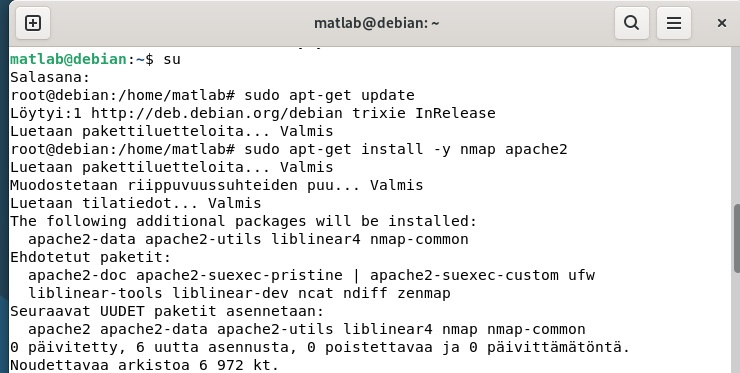 matlab@debian: ~
matlab@debian:~$ su
Salasana:
root@debian:/home/matlab# sudo apt-get update
Löytyi:1 http://deb.debian.org/debian trixie InRelease
Luetaan pakettiluetteloita... Valmis
root@debian:/home/matlab# sudo apt-get install -y nmap apache2
Luetaan pakettiluetteloita... Valmis
Muodostetaan riippuvuussuhteiden puu... Valmis
Luetaan tilatiedot... Valmis
The following additional packages will be installed:
  apache2-data apache2-utils liblinear4 nmap-common
Ehdotetut paketit:
  apache2-doc apache2-suexec-pristine | apache2-suexec-custom ufw
  liblinear-tools liblinear-dev ncat ndiff zenmap
Seuraavat UUDET paketit asennetaan:
  apache2 apache2-data apache2-utils liblinear4 nmap nmap-common
0 päivitetty, 6 uutta asennusta, 0 poistettavaa ja 0 päivittämätöntä.
Noudettavaa arkistoa 6 972 kt.